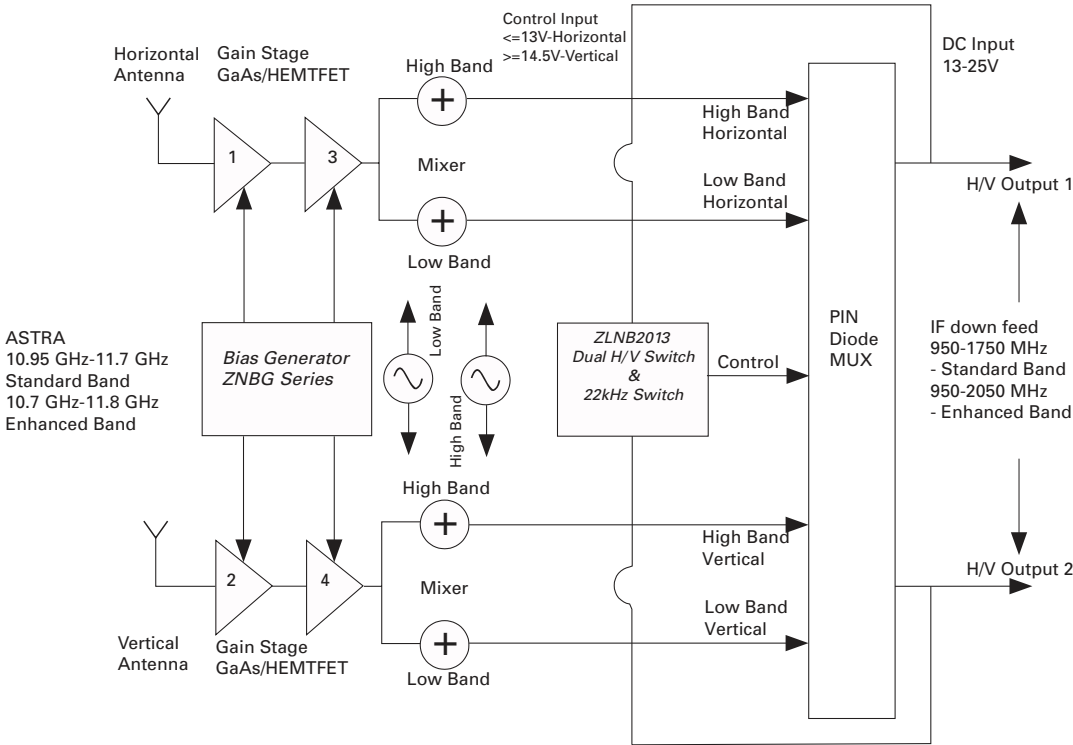 Control Input
<=13V-Horizontal
>=14.5V-Vertical
DC Input
13-25V
Horizontal
Antenna
Gain Stage
GaAs/HEMTFET
High Band
High Band
Horizontal
1
3
Mixer
Low Band
Horizontal
H/V Output 1
Low Band
ASTRA
10.95 GHz-11.7 GHz
Standard Band
10.7 GHz-11.8 GHz
Enhanced Band
Bias Generator
ZNBG Series
Low Band
High Band
ZLNB2013
Dual H/V Switch
&
22kHz Switch
Control
PIN
Diode
MUX
IF down feed
950-1750 MHz
- Standard Band
950-2050 MHz
- Enhanced Band
High Band
High Band
Vertical
2
4
Mixer
H/V Output 2
Low Band
Vertical
Vertical
Antenna
Gain Stage
GaAs/HEMTFET
Low Band